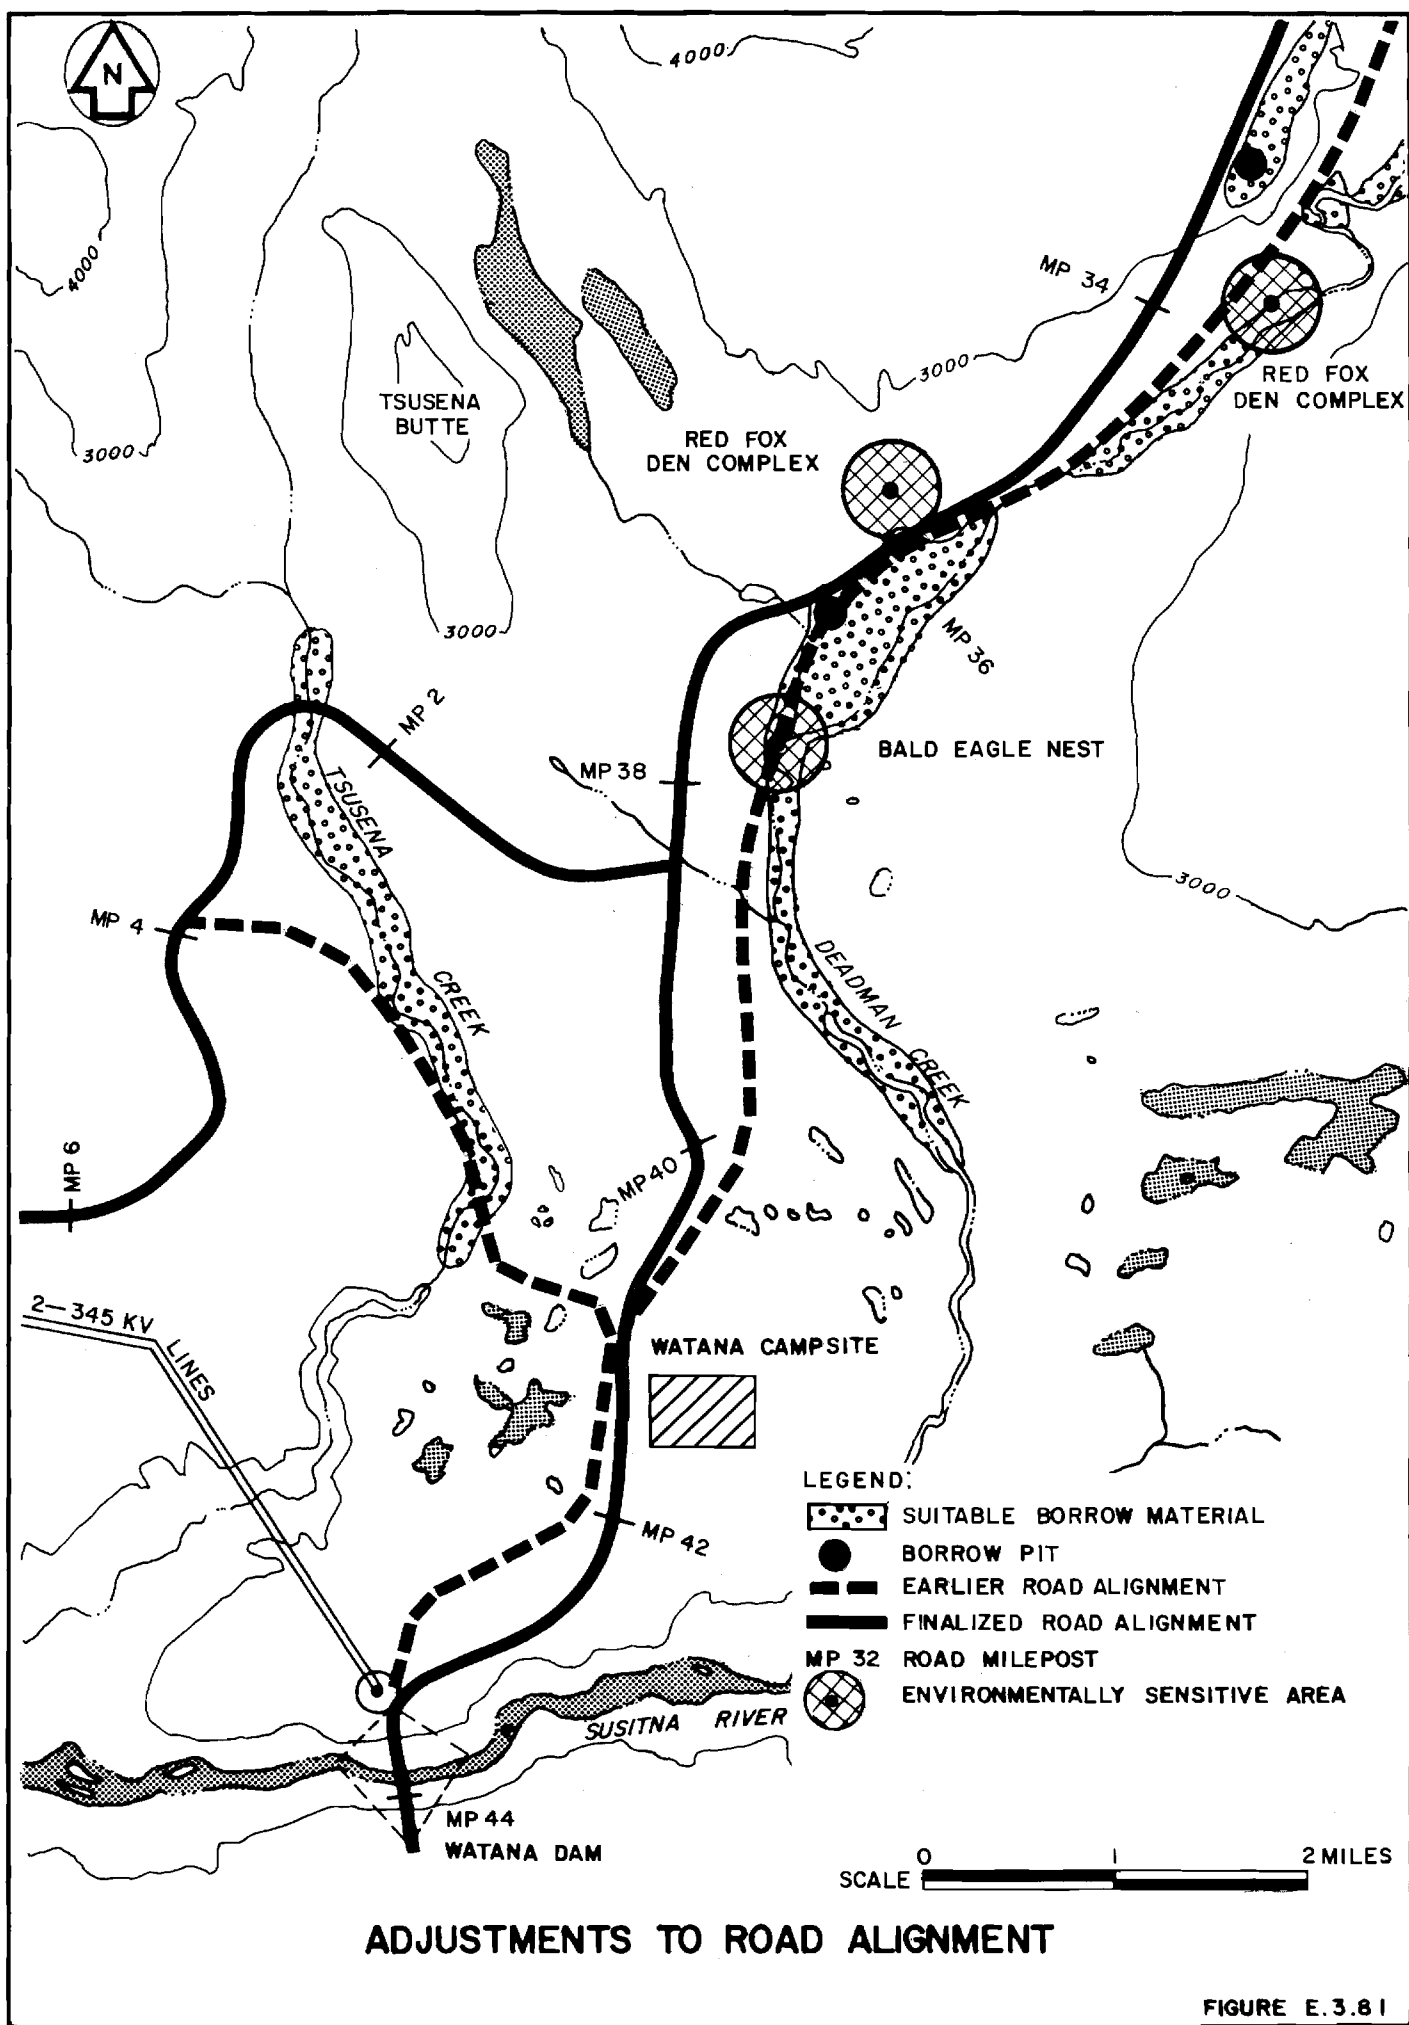 N
4000
4000
MP 34
3000
RED FOX
DEN COMPLEX
TSUSENA
BUTTE
RED FOX
DEN COMPLEX
3000
3000
MP 36
MP 2
BALD EAGLE NEST
MP 38
TSUSENA
CREEK
3000
MP 4
DEADMAN
CREEK
MP 6
MP 40
2-345 KV
LINES
WATANA CAMPSITE
LEGEND:
SUITABLE BORROW MATERIAL
BORROW PIT
EARLIER ROAD ALIGNMENT
FINALIZED ROAD ALIGNMENT
MP 32 ROAD MILEPOST
ENVIRONMENTALLY SENSITIVE AREA
MP 42
SUSITNA RIVER
MP 44
WATANA DAM
0 1 2 MILES
SCALE
ADJUSTMENTS TO ROAD ALIGNMENT
FIGURE E.3.81